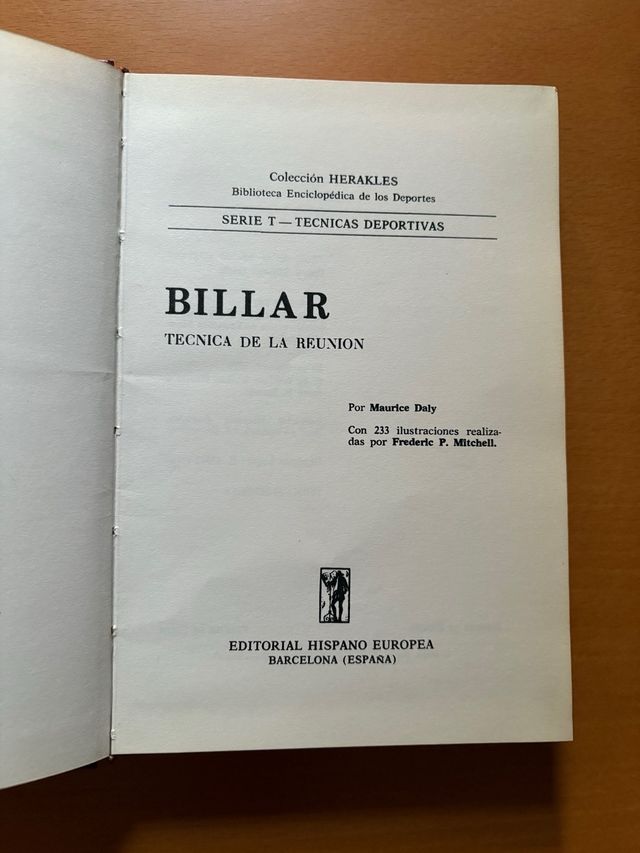 Colección HERAKLES
Biblioteca Enciclopédica de los Deportes
SERIE T — TECNICAS DEPORTIVAS
BILLAR
TECNICA DE LA REUNION
Por Maurice Daly
Con 233 ilustraciones realiza-
das por Frederic P. Mitchell.
EDITORIAL HISPANO EUROPEA
BARCELONA (ESPAÑA)